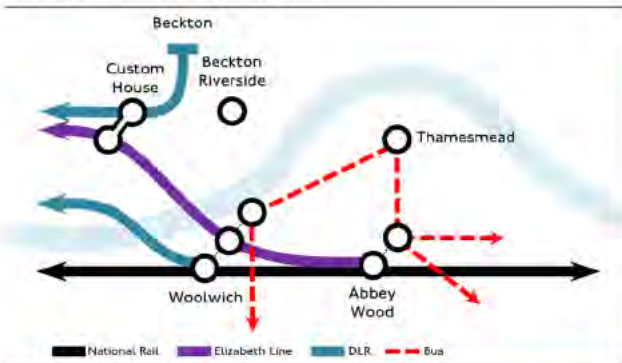 Beckton
Custom
House
Beckton
Riverside
Thamesmead
Woolwich
Abbey
Wood
National Rail
Elizabeth Line
DLR
Bus